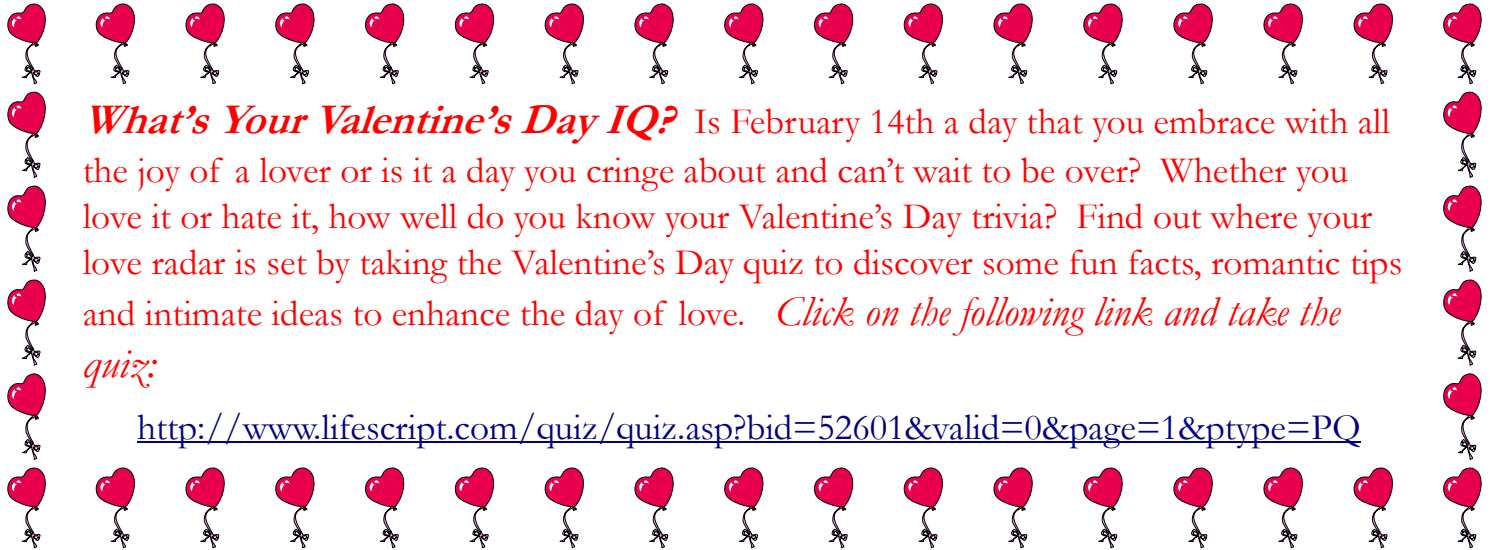 What’s Your Valentine’s Day IQ? Is February 14th a day that you embrace with all
the joy of a lover or is it a day you cringe about and can’t wait to be over? Whether you
love it or hate it, how well do you know your Valentine’s Day trivia? Find out where your
love radar is set by taking the Valentine’s Day quiz to discover some fun facts, romantic tips
and intimate ideas to enhance the day of love. Click on the following link and take the
quiz:
http://www.lifescript.com/quiz/quiz.asp?bid=52601&valid=0&page=1&ptype=PQ